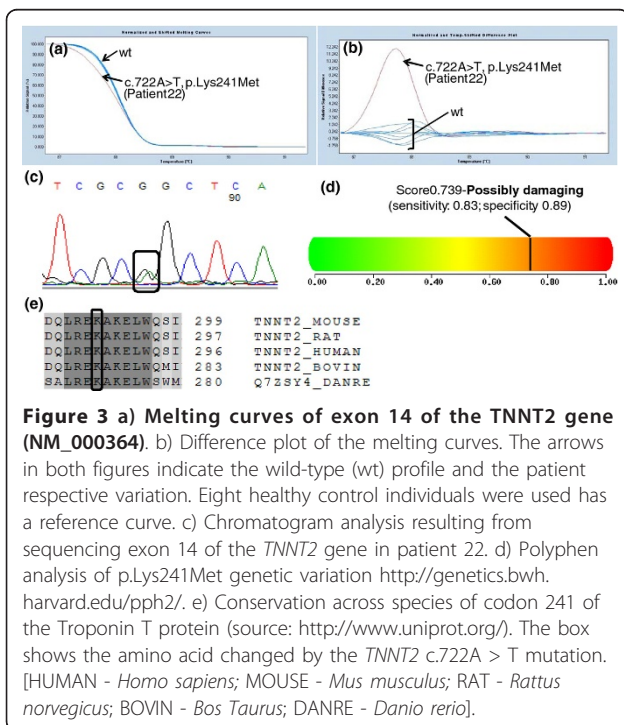 Normalized and Shifted Melting Curves
(a)
wt
c.722A>T, p.Lys241Met
(Patient22)
Temperature (°C)
Normalized and Temp-Shifted Difference Plot
(b)
c.722A>T, p.Lys241Met
(Patient22)
wt
Relative Signal Difference
Temperature (°C)
(c)
T C G C G G C T C A
90
(d)
Score0.739-Possibly damaging
(sensitivity: 0.83; specificity 0.89)
0.00 0.20 0.40 0.60 0.80 1.00
(e)
DQLREKAKELWQSI 299 TNNT2_MOUSE
DQLREKAKELWQSI 297 TNNT2_RAT
DQLREKAKELWQSI 296 TNNT2_HUMAN
DQLREKAKELWQMI 283 TNNT2_BOVIN
SALREKAKELWSWM 280 Q7ZSY4_DANRE
Figure 3 a) Melting curves of exon 14 of the TNNT2 gene
(NM_000364). b) Difference plot of the melting curves. The arrows
in both figures indicate the wild-type (wt) profile and the patient
respective variation. Eight healthy control individuals were used has
a reference curve. c) Chromatogram analysis resulting from
sequencing exon 14 of the TNNT2 gene in patient 22. d) Polyphen
analysis of p.Lys241Met genetic variation http://genetics.bwh.
harvard.edu/pph2/. e) Conservation across species of codon 241 of
the Troponin T protein (source: http://www.uniprot.org/). The box
shows the amino acid changed by the TNNT2 c.722A > T mutation.
[HUMAN - Homo sapiens; MOUSE - Mus musculus; RAT - Rattus
norvegicus; BOVIN - Bos Taurus; DANRE - Danio rerio].